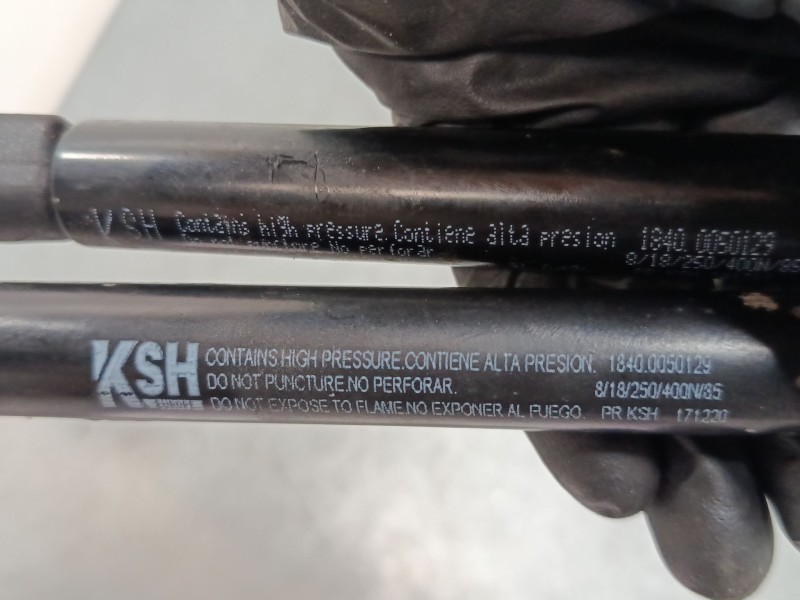 KSH Contains high pressure.Contiene alta presion 1840.0050129
No perforar 8/18/250/400N/85
KSH CONTAINS HIGH PRESSURE.CONTIENE ALTA PRESION. 1840.0050129
DO NOT PUNCTURE.NO PERFORAR. 8/18/250/400N/85
DO NOT EXPOSE TO FLAME.NO EXPONER AL FUEGO. PR KSH 171220